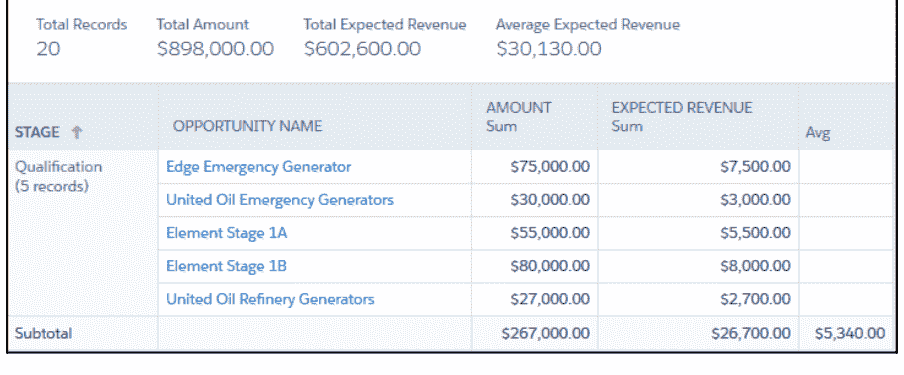 Total Records Total Amount Total Expected Revenue Average Expected Revenue
20 $898,000.00 $602,600.00 $30,130.00
STAGE ↑ OPPORTUNITY NAME AMOUNT Sum EXPECTED REVENUE Sum Avg
Qualification (5 records) Edge Emergency Generator $75,000.00 $7,500.00
United Oil Emergency Generators $30,000.00 $3,000.00
Element Stage 1A $55,000.00 $5,500.00
Element Stage 1B $80,000.00 $8,000.00
United Oil Refinery Generators $27,000.00 $2,700.00
Subtotal $267,000.00 $26,700.00 $5,340.00